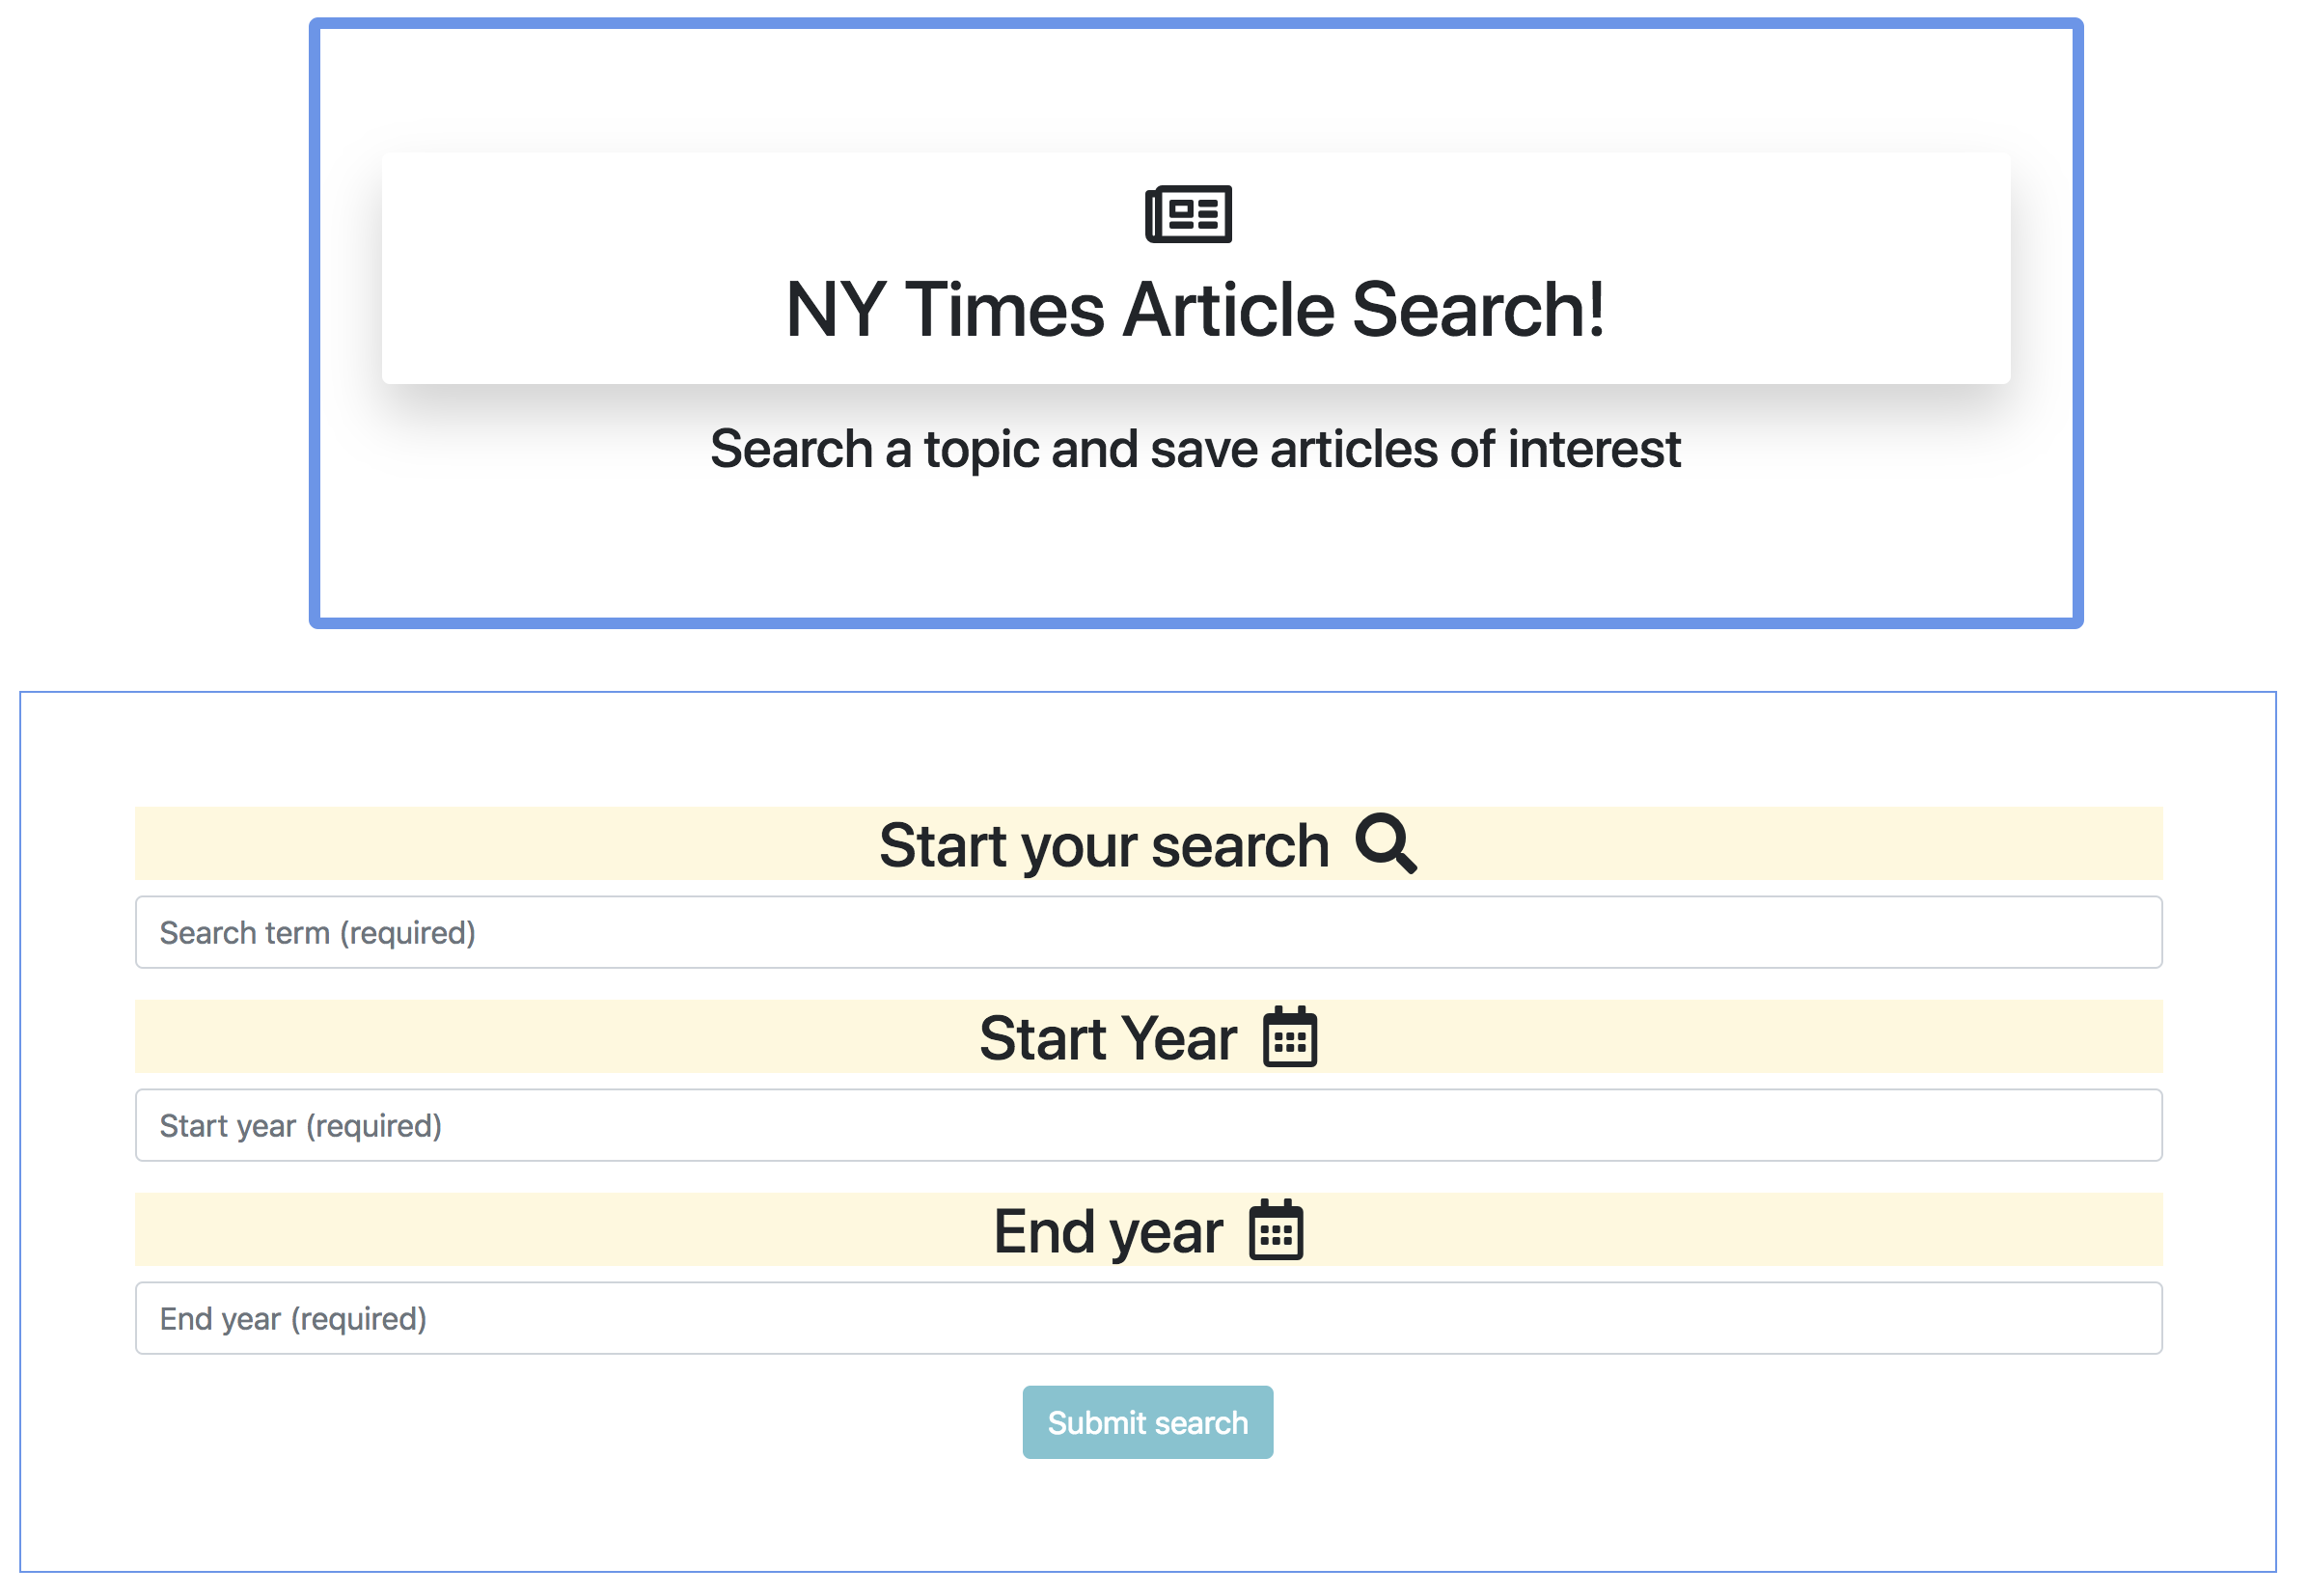 NY Times Article Search!
Search a topic and save articles of interest
Start your search
Search term (required)
Start Year
Start year (required)
End year
End year (required)
Submit search